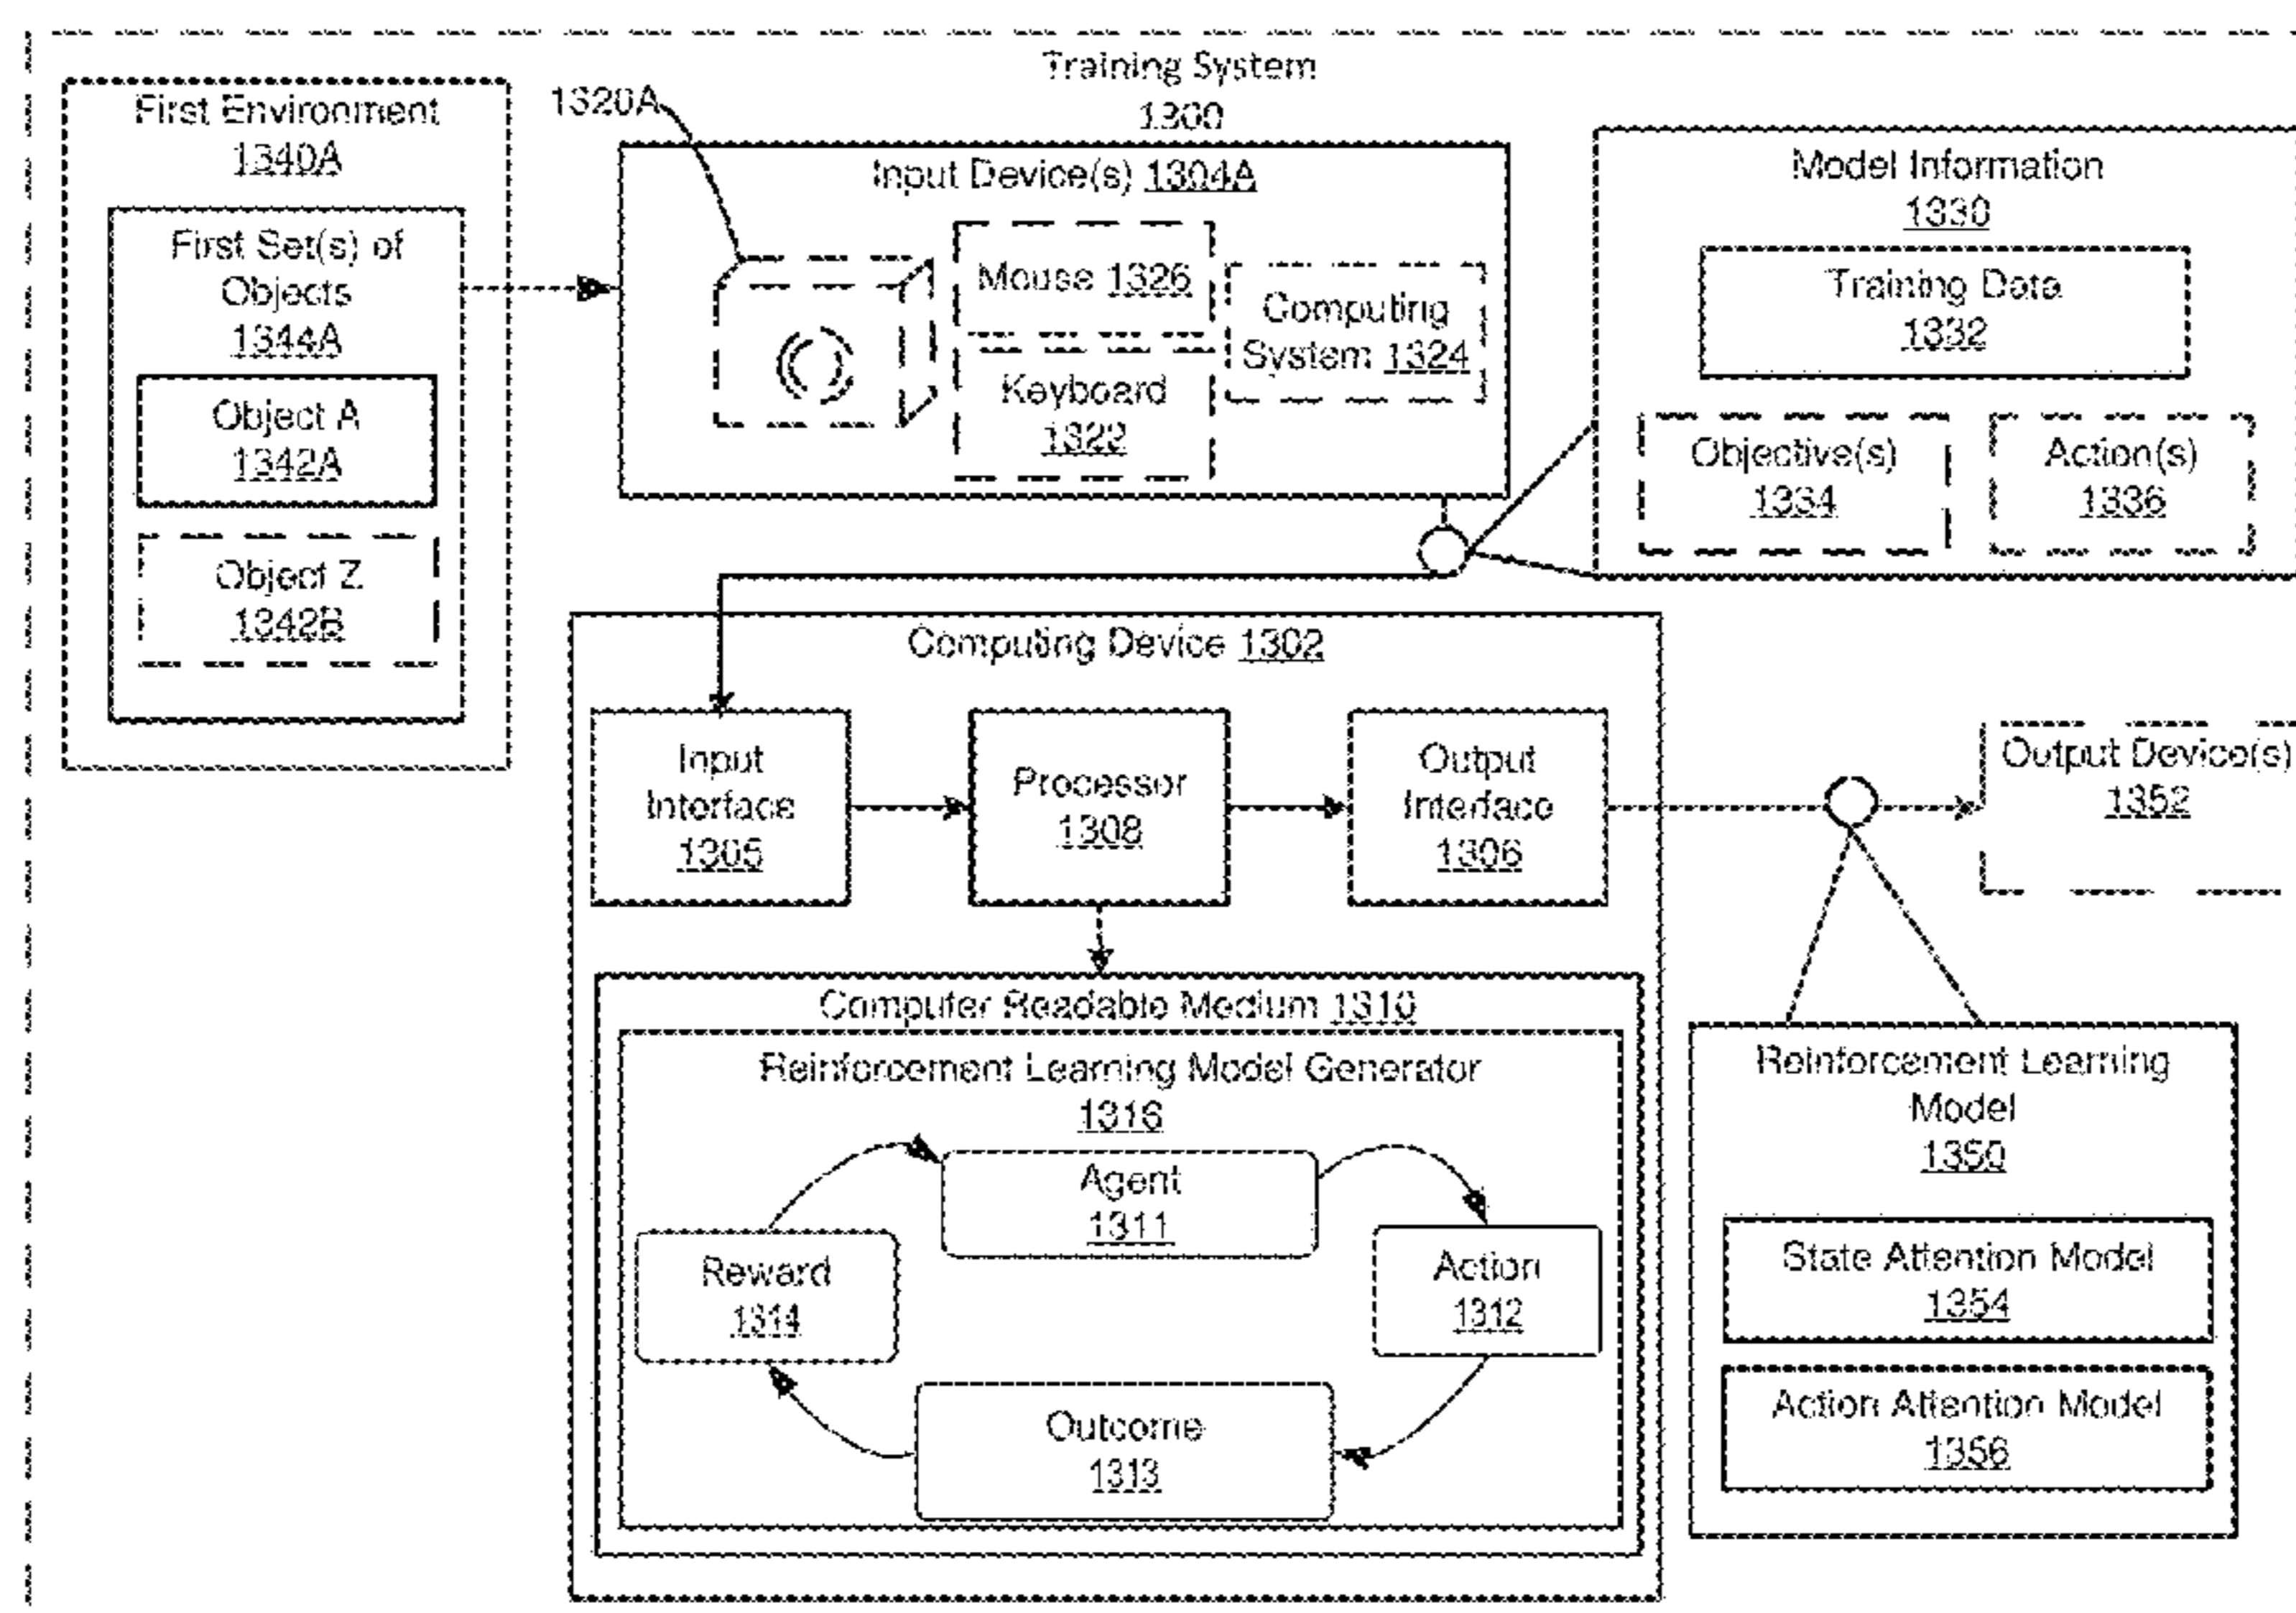 Training System
1300
First Environment
1340A
First Set(s) of
Objects
1344A
Object A
1342A
Object Z
1342B
1320A
Input Device(s) 1304A
Mouse 1326
Keyboard
1322
Computing
System 1324
Model Information
1330
Training Data
1332
Objective(s)
1334
Action(s)
1336
Computing Device 1302
Input
Interface
1305
Processor
1308
Output
Interface
1306
Output Device(s)
1352
Computer Readable Medium 1310
Reinforcement Learning Model Generator
1316
Agent
1311
Reward
1314
Action
1312
Outcome
1313
Reinforcement Learning
Model
1350
State Attention Model
1354
Action Attention Model
1356